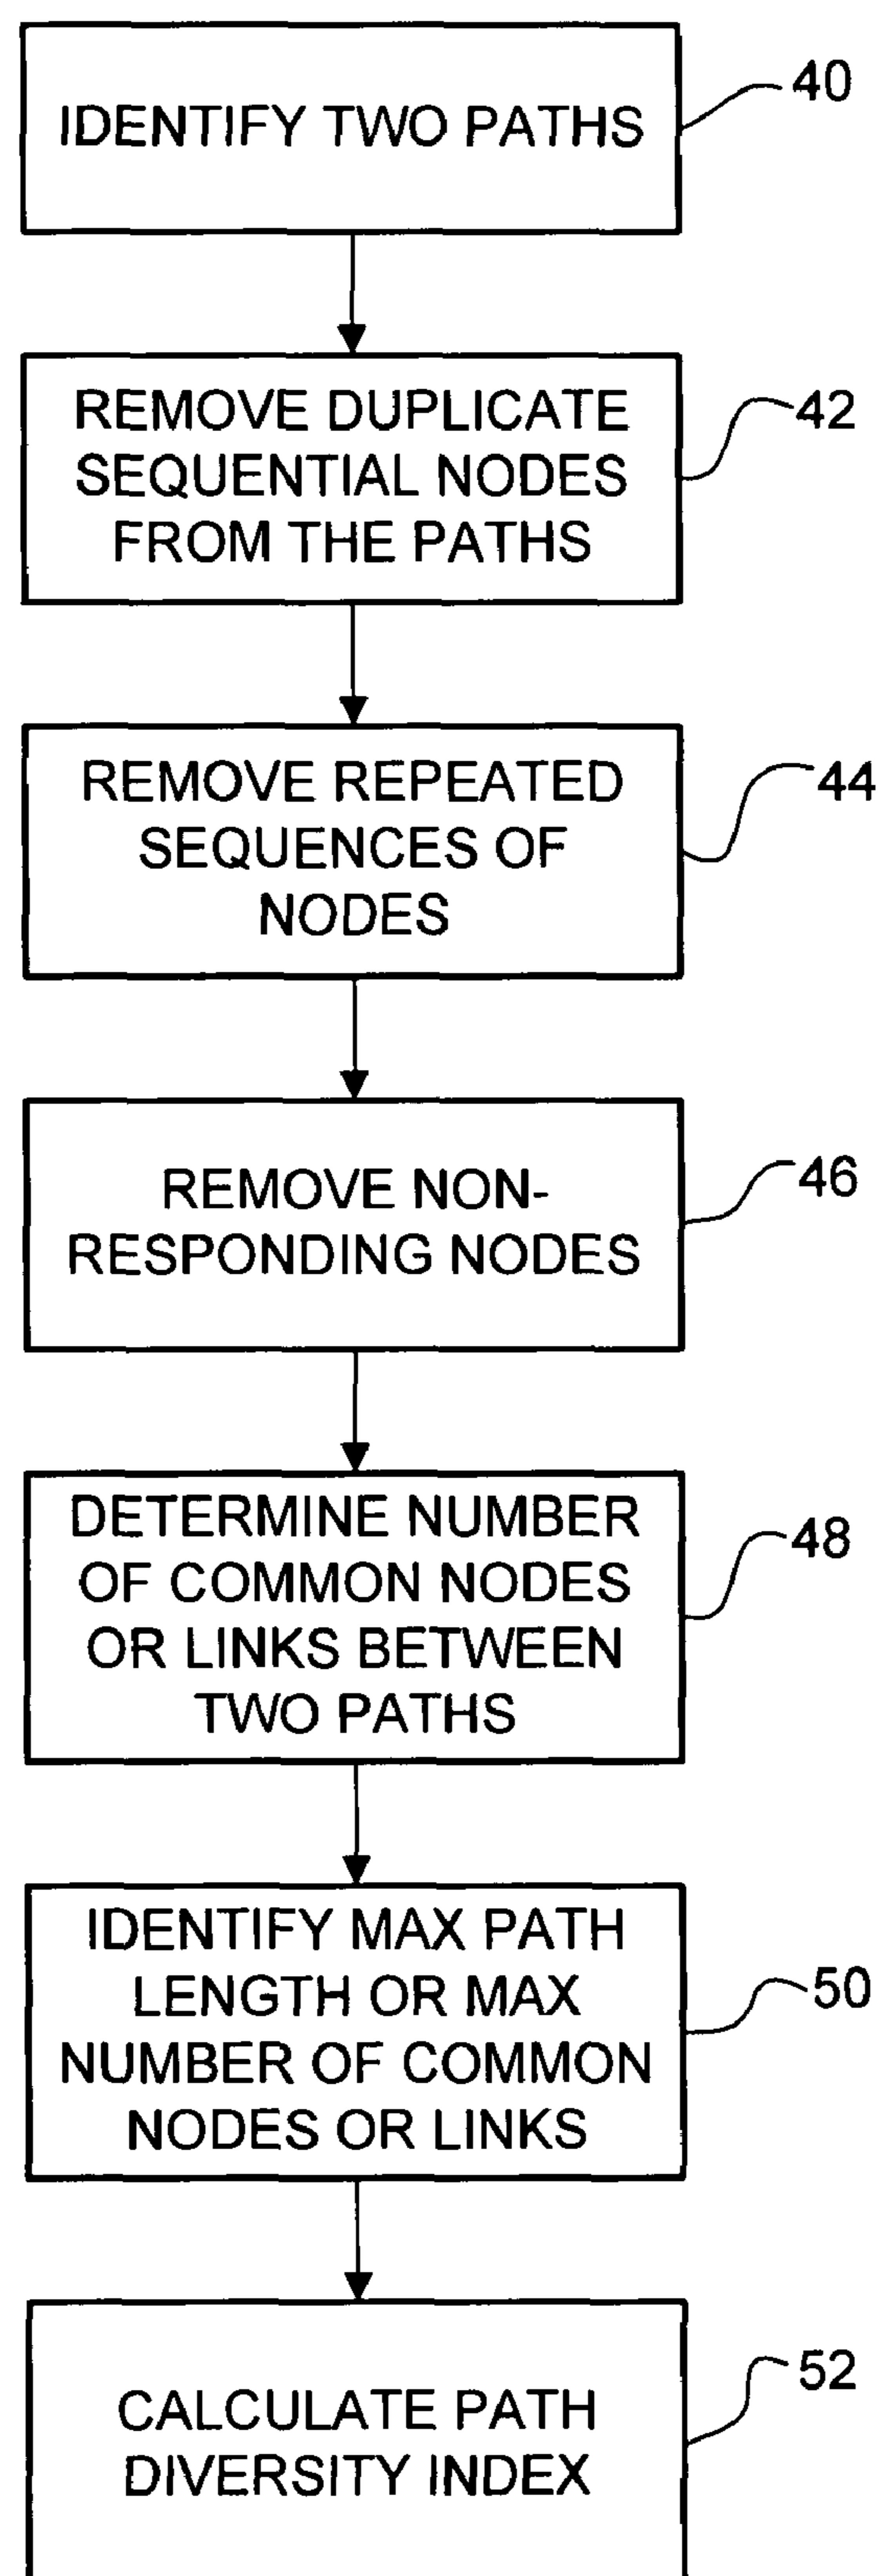 IDENTIFY TWO PATHS
40
REMOVE DUPLICATE
SEQUENTIAL NODES
FROM THE PATHS
42
REMOVE REPEATED
SEQUENCES OF
NODES
44
REMOVE NON-
RESPONDING NODES
46
DETERMINE NUMBER
OF COMMON NODES
OR LINKS BETWEEN
TWO PATHS
48
IDENTIFY MAX PATH
LENGTH OR MAX
NUMBER OF COMMON
NODES OR LINKS
50
CALCULATE PATH
DIVERSITY INDEX
52